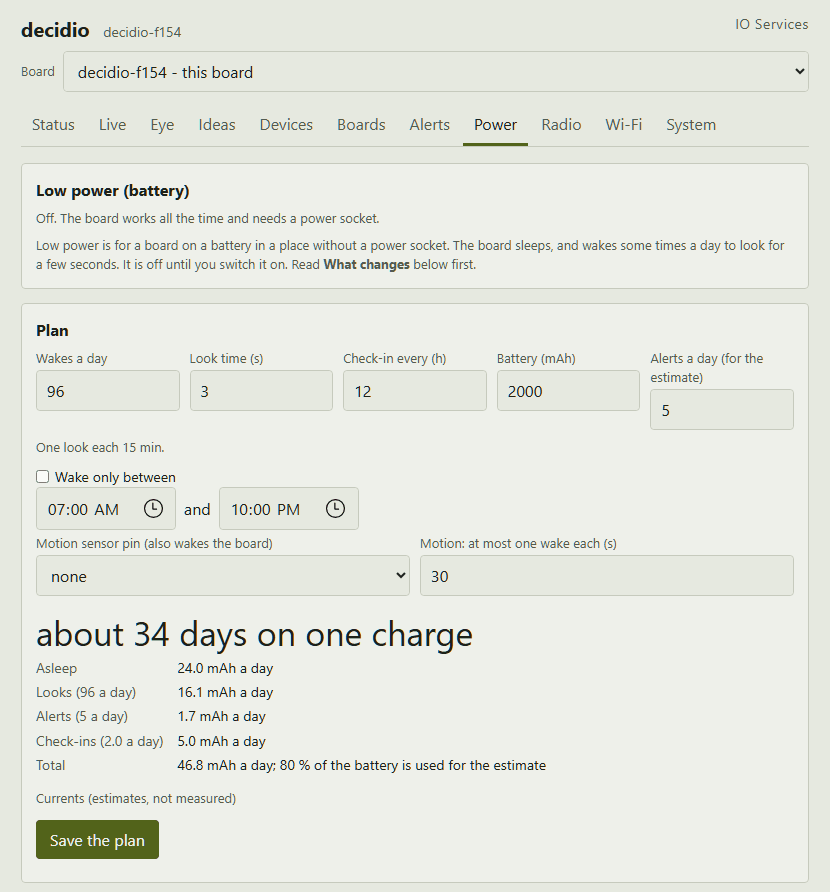 decidio decidio-f154 IO Services
Board decidio-f154 - this board
Status Live Eye Ideas Devices Boards Alerts Power Radio Wi-Fi System
Low power (battery)
Off. The board works all the time and needs a power socket.
Low power is for a board on a battery in a place without a power socket. The board sleeps, and wakes some times a day to look for
a few seconds. It is off until you switch it on. Read What changes below first.
Plan
Wakes a day
96
Look time (s)
3
Check-in every (h)
12
Battery (mAh)
2000
Alerts a day (for the
estimate)
5
One look each 15 min.
Wake only between
07:00 AM and 10:00 PM
Motion sensor pin (also wakes the board)
none
Motion: at most one wake each (s)
30
about 34 days on one charge
Asleep 24.0 mAh a day
Looks (96 a day) 16.1 mAh a day
Alerts (5 a day) 1.7 mAh a day
Check-ins (2.0 a day) 5.0 mAh a day
Total 46.8 mAh a day; 80 % of the battery is used for the estimate
Currents (estimates, not measured)
Save the plan